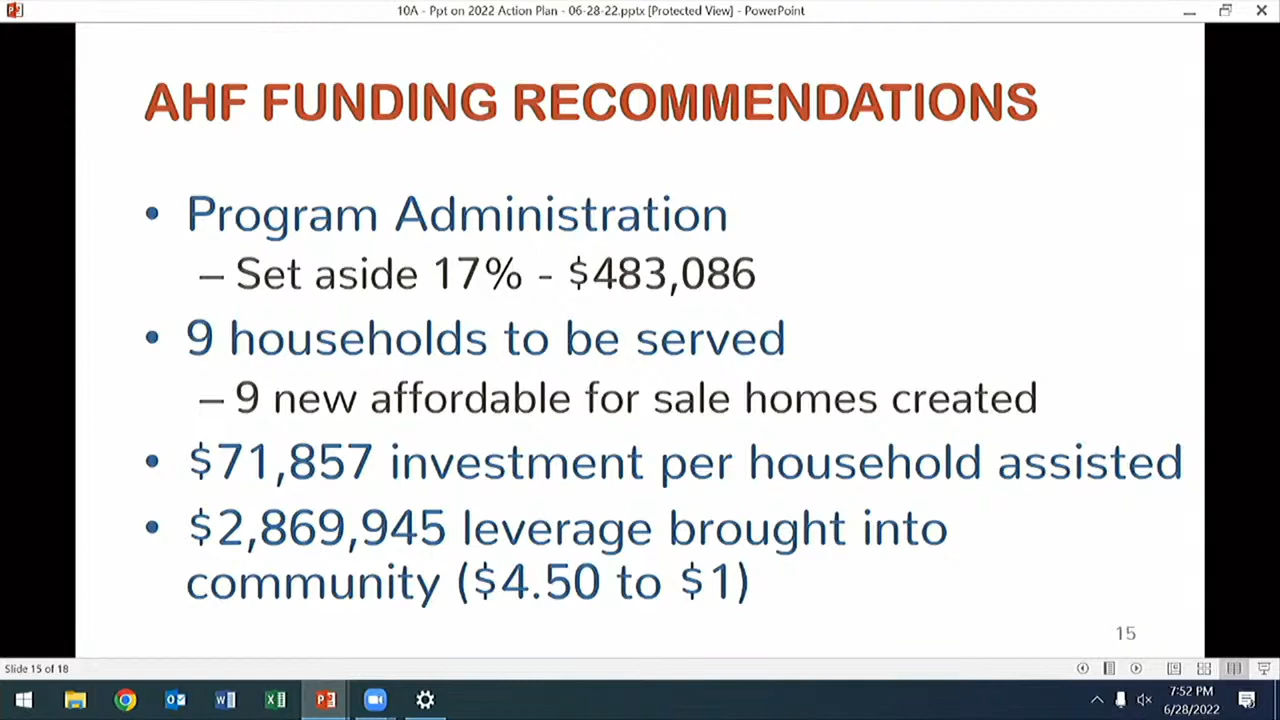 10A - Ppt on 2022 Action Plan - 06-28-22.pptx [Protected View] - PowerPoint
AHF FUNDING RECOMMENDATIONS
• Program Administration
– Set aside 17% - $483,086
• 9 households to be served
– 9 new affordable for sale homes created
• $71,857 investment per household assisted
• $2,869,945 leverage brought into
community ($4.50 to $1)
15
Slide 15 of 18
7:52 PM
6/28/2022